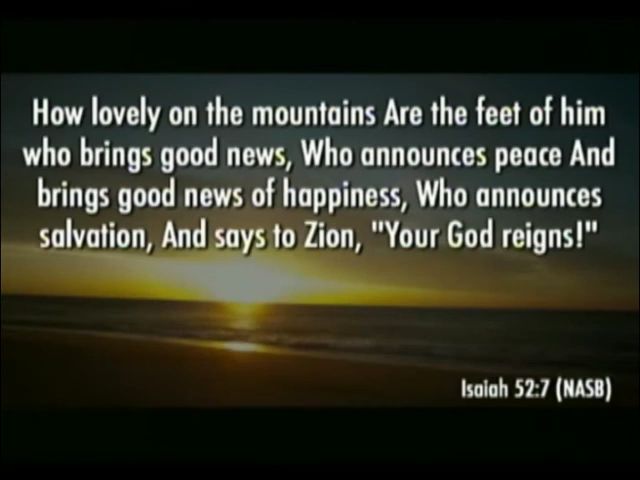 How lovely on the mountains Are the feet of him
who brings good news, Who announces peace And
brings good news of happiness, Who announces
salvation, And says to Zion, "Your God reigns!"
Isaiah 52:7 (NASB)